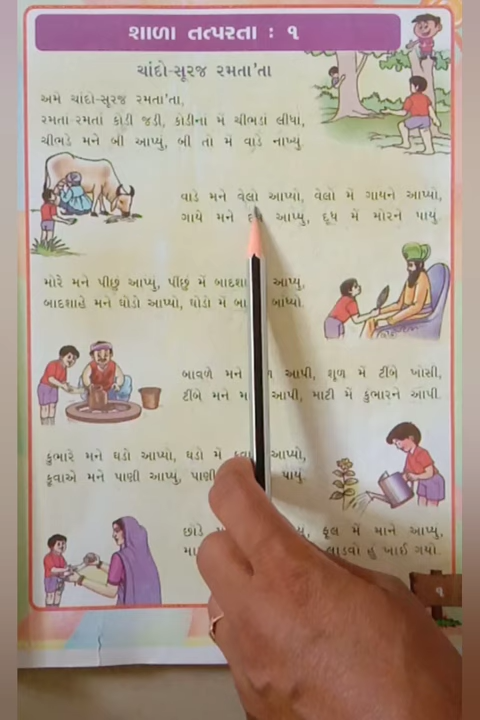 શાળા તત્પરતા : ૧
ચાંદો-સૂરજ રમતા'તા
અમે ચાંદો-સૂરજ રમતા'તા,
રમતા-રમતાં કોડી જડી, કોડીનાં મેં ચીભડાં લીધાં,
ચીભડે મને બી આપ્યું, બી તો મેં વાડે નાખ્યું.
વાડે મને વેલો આપ્યો, વેલો મેં ગાયને આપ્યો,
ગાયે મને આપ્યું, દૂધ મેં મોરને પાયું.
મોરે મને પીંછું આપ્યું, પીંછું મેં આપ્યું,
બાદશાહે મને ઘોડો આપ્યો, ઘોડો મેં બાંધ્યો.
બાવળે મને આપી, શૂળ મેં ટીંબે ખોસી,
ટીંબે મને આપી, માટી મેં કુંભારને આપી.
કુંભારે મને ઘડો આપ્યો, ઘડો મેં આપ્યો,
કૂવાએ મને પાણી આપ્યું, પાણી પાયું.
છોડે ફૂલ મેં માને આપ્યું,
લાડવો હું ખાઈ ગયો.
૧